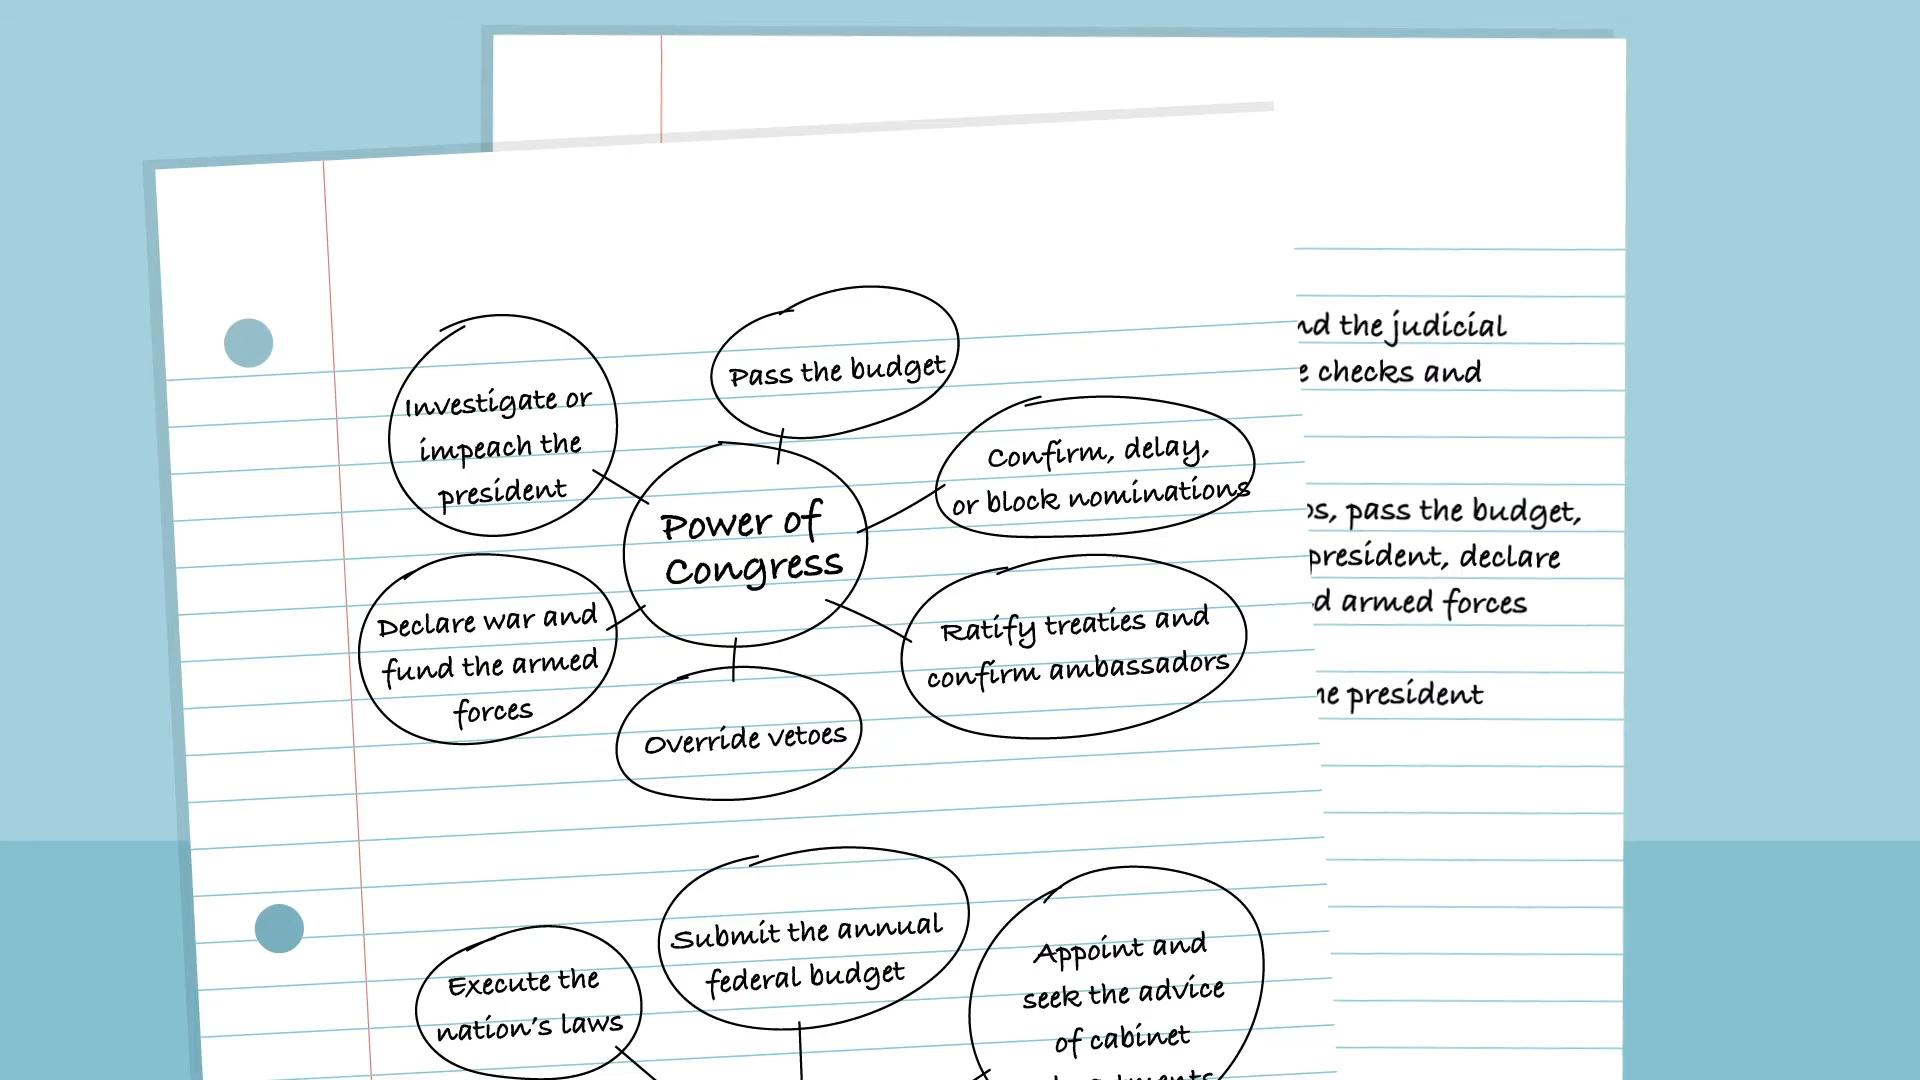 Pass the budget
Investigate or
impeach the
president
Confirm, delay,
or block nominations
Power of
Congress
Declare war and
fund the armed
forces
Ratify treaties and
confirm ambassadors
Override vetoes
Submit the annual
federal budget
Execute the
nation's laws
Appoint and
seek the advice
of cabinet
the judicial
checks and
pass the budget,
president, declare
armed forces
president